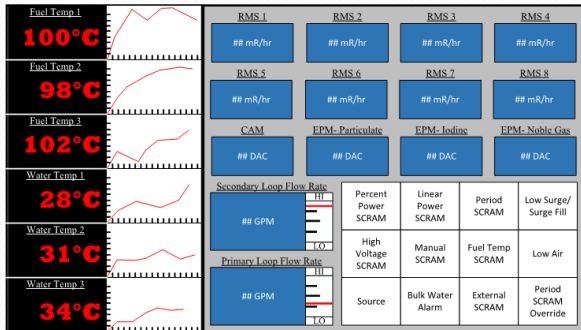 Fuel Temp 1
100°C
Fuel Temp 2
98°C
Fuel Temp 3
102°C
Water Temp 1
28°C
Water Temp 2
31°C
Water Temp 3
34°C
RMS 1
RMS 2
RMS 3
RMS 4
## mR/hr
## mR/hr
## mR/hr
## mR/hr
RMS 5
RMS 6
RMS 7
RMS 8
## mR/hr
## mR/hr
## mR/hr
## mR/hr
CAM
EPM- Particulate
EPM- Iodine
EPM- Noble Gas
## DAC
## DAC
## DAC
## DAC
Secondary Loop Flow Rate
## GPM
HI
LO
Primary Loop Flow Rate
## GPM
HI
LO
Percent
Power
SCRAM
Linear
Power
SCRAM
Period
SCRAM
Low Surge/
Surge Fill
High
Voltage
SCRAM
Manual
SCRAM
Fuel Temp
SCRAM
Low Air
Source
Bulk Water
Alarm
External
SCRAM
Period
SCRAM
Override